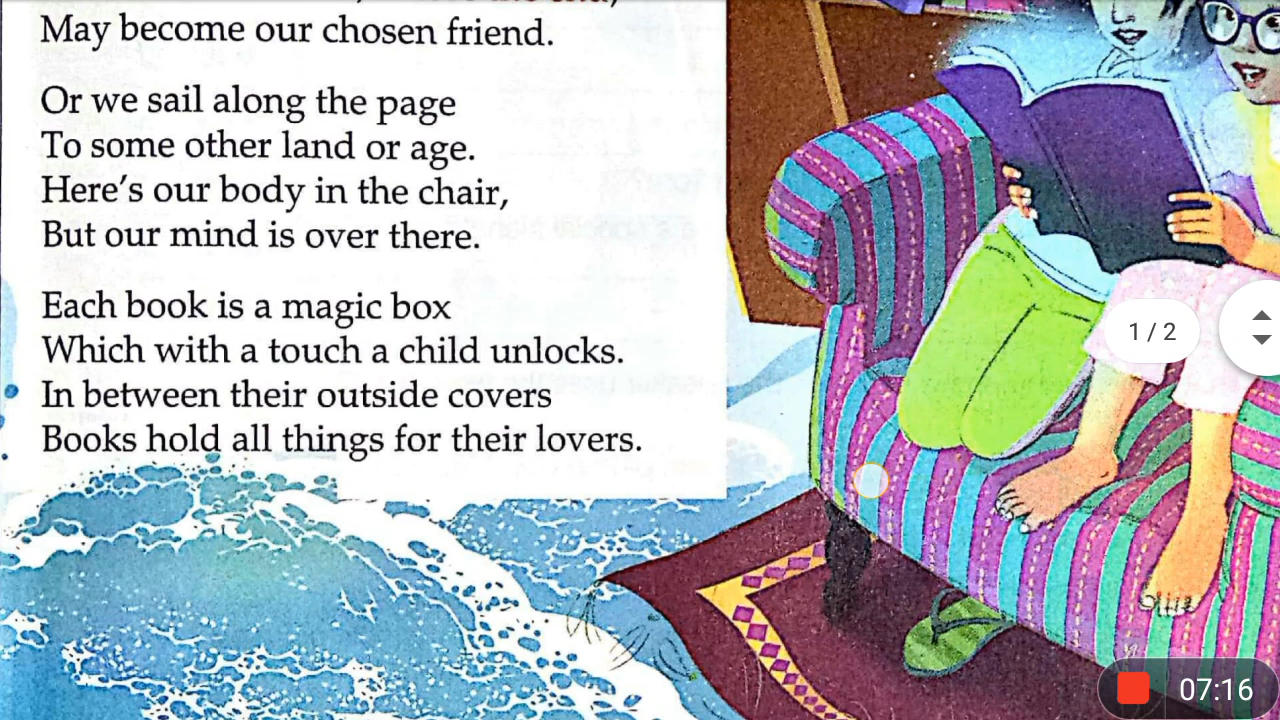 May become our chosen friend.
Or we sail along the page
To some other land or age.
Here's our body in the chair,
But our mind is over there.
Each book is a magic box
Which with a touch a child unlocks.
In between their outside covers
Books hold all things for their lovers.
1 / 2
07:16